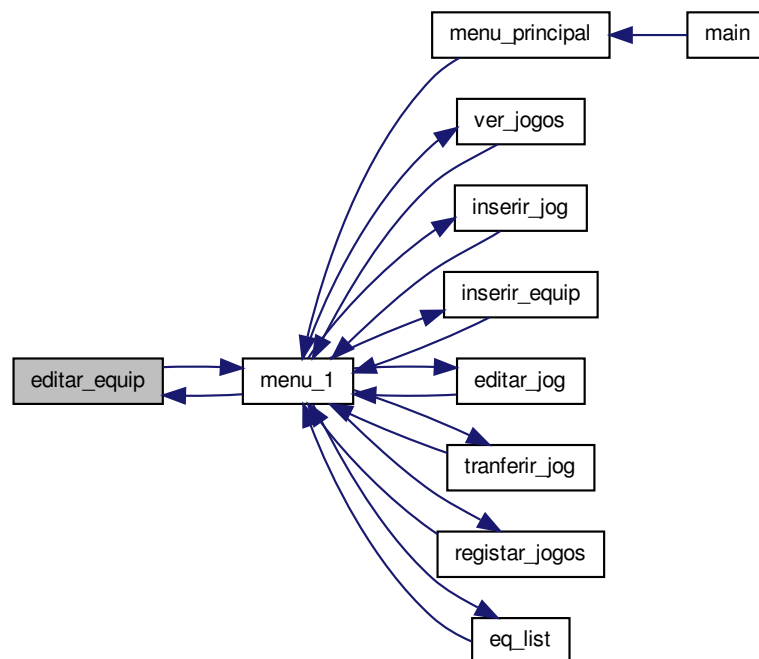 menu_principal
main
ver_jogos
inserir_jog
inserir_equip
editar_equip
menu_1
editar_jog
tranferir_jog
registar_jogos
eq_list